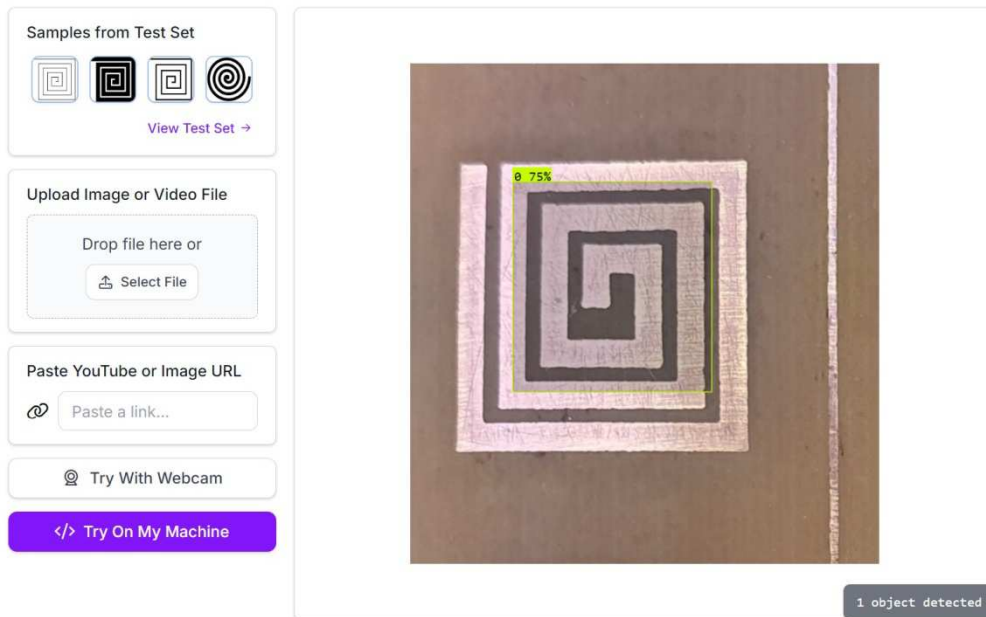 Samples from Test Set
View Test Set →
Upload Image or Video File
Drop file here or
Select File
Paste YouTube or Image URL
Paste a link...
Try With Webcam
</> Try On My Machine
0 75%
1 object detected